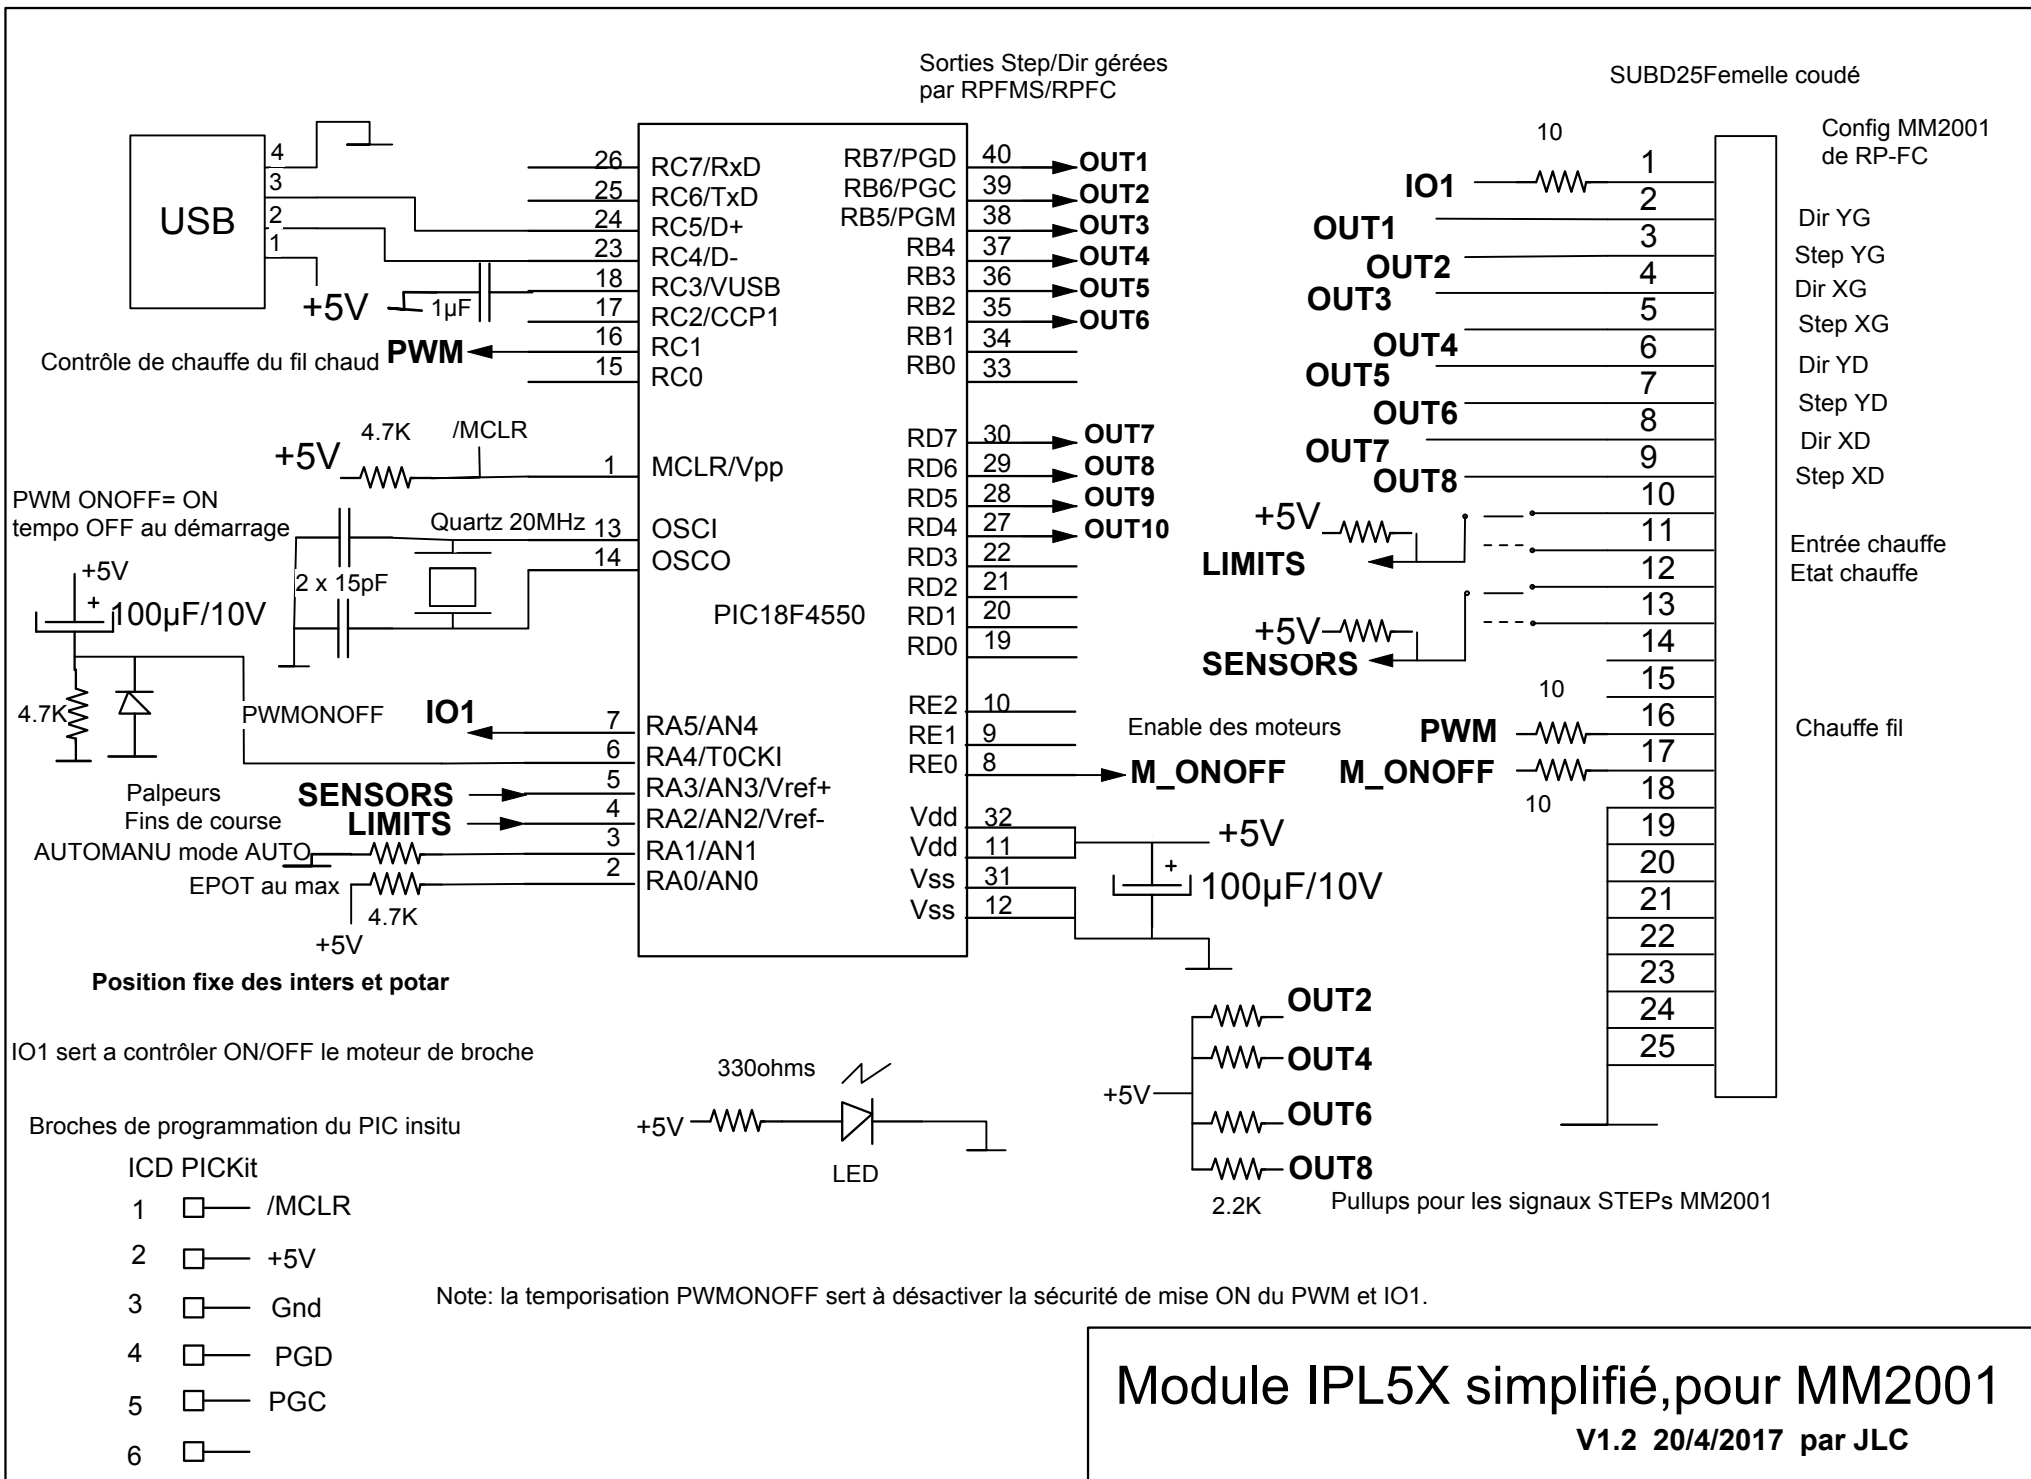 Sorties Step/Dir gérées
par RPFMS/RPFC
SUBD25Femelle coudé
Config MM2001
de RP-FC
USB
4
3
2
1
+5V
1µF
Contrôle de chauffe du fil chaud
PWM
26
25
24
23
18
17
16
15
RC7/RxD
RC6/TxD
RC5/D+
RC4/D-
RC3/VUSB
RC2/CCP1
RC1
RC0
RB7/PGD
RB6/PGC
RB5/PGM
RB4
RB3
RB2
RB1
RB0
40
39
38
37
36
35
34
33
OUT1
OUT2
OUT3
OUT4
OUT5
OUT6
+5V
4.7K
/MCLR
1
MCLR/Vpp
PWM ONOFF= ON
tempo OFF au démarrage
Quartz 20MHz
13
14
OSCI
OSCO
2 x 15pF
+5V
+
100µF/10V
4.7K
PWMONOFF
PIC18F4550
RD7
RD6
RD5
RD4
RD3
RD2
RD1
RD0
30
29
28
27
22
21
20
19
OUT7
OUT8
OUT9
OUT10
IO1
7
6
5
4
3
2
RA5/AN4
RA4/T0CKI
RA3/AN3/Vref+
RA2/AN2/Vref-
RA1/AN1
RA0/AN0
Palpeurs
SENSORS
Fins de course
LIMITS
AUTOMANU mode AUTO
EPOT au max
4.7K
+5V
Position fixe des inters et potar
RE2
RE1
RE0
10
9
8
Enable des moteurs
M_ONOFF
Vdd
Vdd
Vss
Vss
32
11
31
12
+5V
+
100µF/10V
10
IO1
OUT1
OUT2
OUT3
OUT4
OUT5
OUT6
OUT7
OUT8
+5V
LIMITS
+5V
SENSORS
10
PWM
M_ONOFF
10
1
2
3
4
5
6
7
8
9
10
11
12
13
14
15
16
17
18
19
20
21
22
23
24
25
Dir YG
Step YG
Dir XG
Step XG
Dir YD
Step YD
Dir XD
Step XD
Entrée chauffe
Etat chauffe
Chauffe fil
IO1 sert a contrôler ON/OFF le moteur de broche
330ohms
+5V
LED
+5V
OUT2
OUT4
OUT6
OUT8
2.2K
Pullups pour les signaux STEPs MM2001
Broches de programmation du PIC insitu
ICD PICKit
1 /MCLR
2 +5V
3 Gnd
4 PGD
5 PGC
6
Note: la temporisation PWMONOFF sert à désactiver la sécurité de mise ON du PWM et IO1.
Module IPL5X simplifié,pour MM2001
V1.2 20/4/2017 par JLC